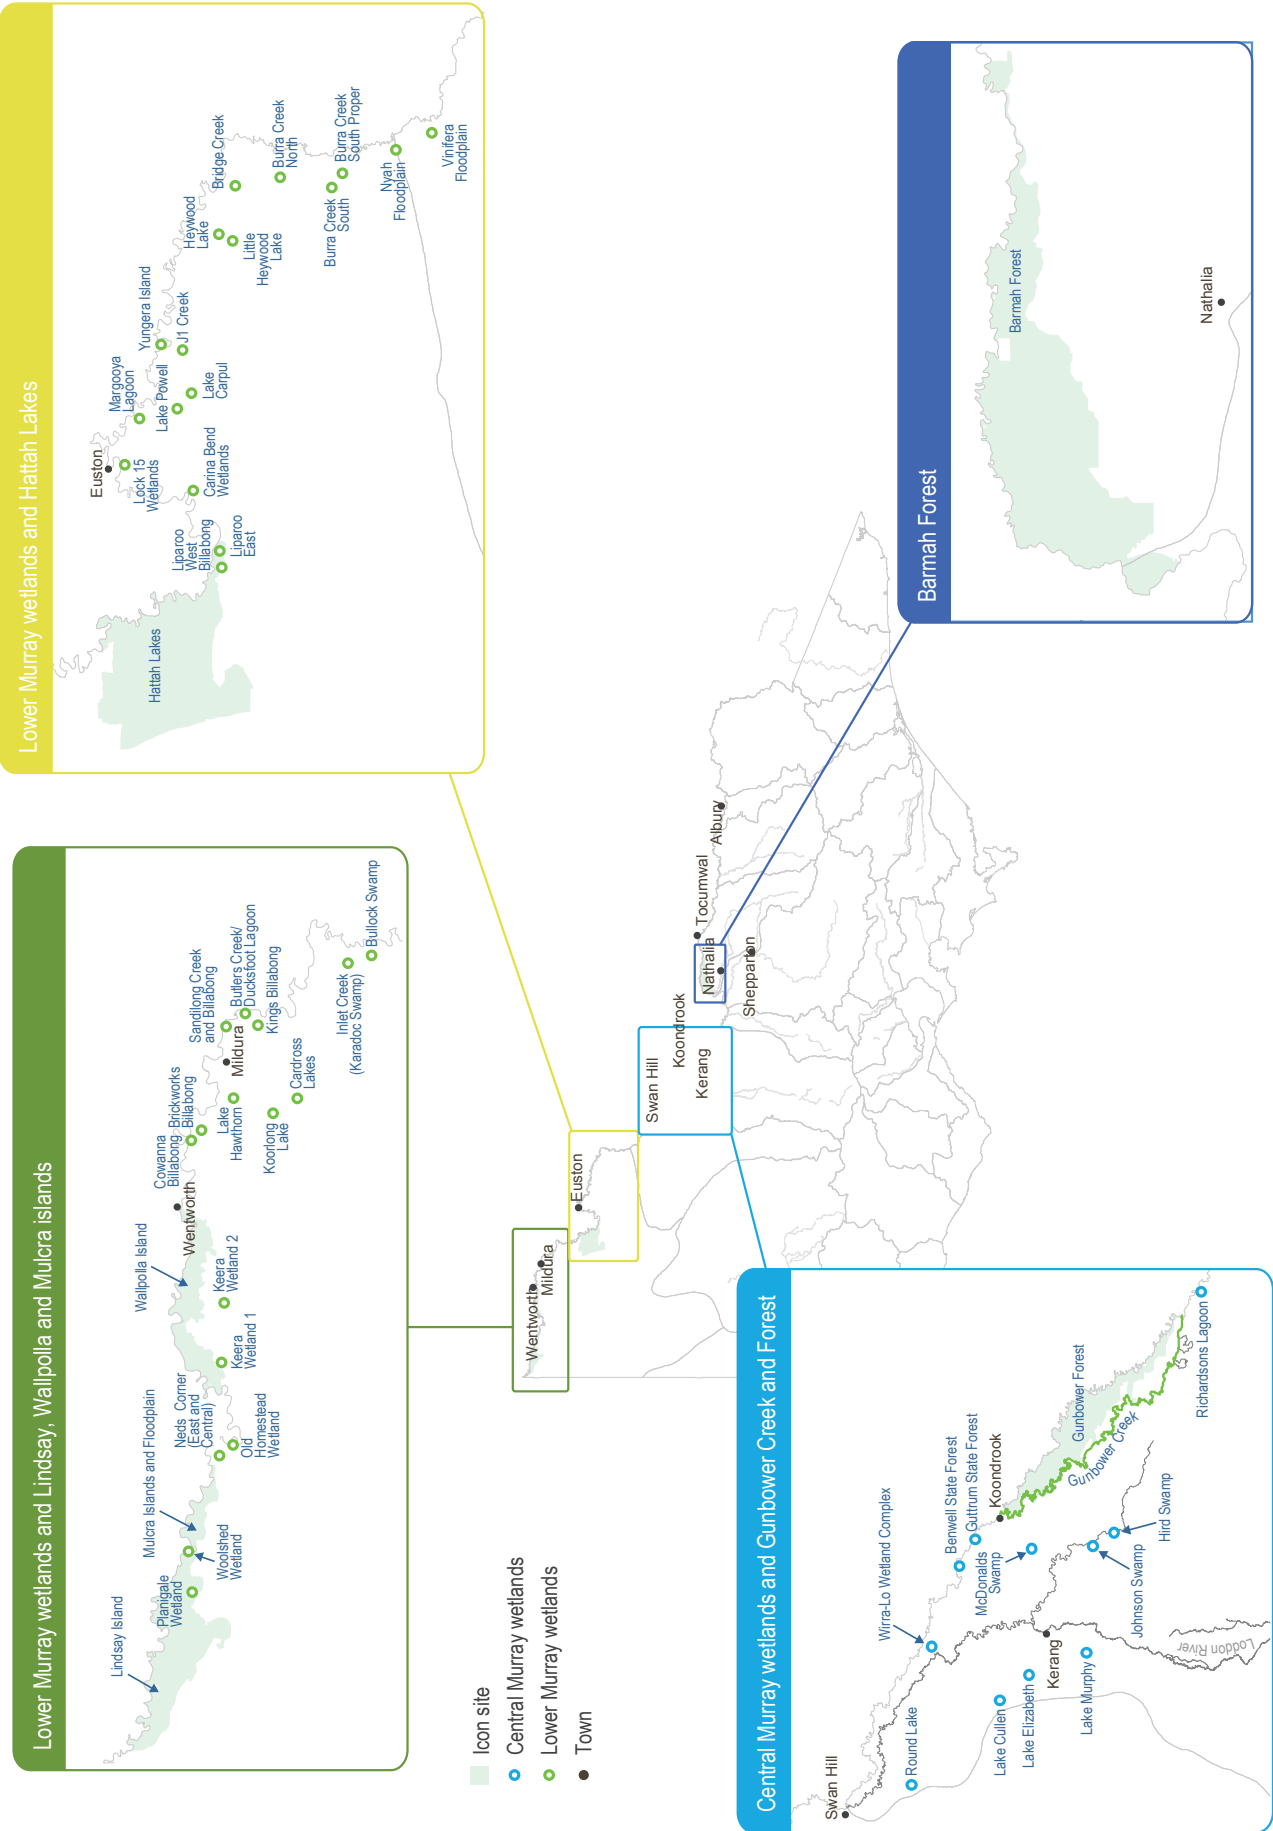 Lower Murray wetlands and Lindsay, Wallpolla and Mulcra islands
Lindsay Island
Planigale
Wetland
Mulcra Islands and Floodplain
Woolshed
Wetland
Neds Corner
(East and
Central)
Old
Homestead
Wetland
Keera
Wetland 1
Keera
Wetland 2
Wallpolla Island
Wentworth
Cowanna
Billabong
Brickworks
Billabong
Lake
Hawthorn
Koorlong
Lake
Cardross
Lakes
Mildura
Sandilong Creek
and Billabong
Butlers Creek/
Ducksfoot Lagoon
Kings Billabong
Inlet Creek
(Karadoc Swamp)
Bullock Swamp
Lower Murray wetlands and Hattah Lakes
Hattah Lakes
Liparoo
West
Billabong
Liparoo
East
Euston
Lock 15
Wetlands
Carina Bend
Wetlands
Margooya
Lagoon
Lake Powell
Lake
Carpul
Yungera Island
J1 Creek
Heywood
Lake
Little
Heywood
Lake
Bridge Creek
Burra Creek
North
Burra Creek
South
Burra Creek
South Proper
Nyah
Floodplain
Vinifera
Floodplain
Icon site
Central Murray wetlands
Lower Murray wetlands
Town
Wentworth
Mildura
Euston
Swan Hill
Koondrook
Kerang
Nathalia
Tocumwal
Shepparton
Albury
Central Murray wetlands and Gunbower Creek and Forest
Swan Hill
Round Lake
Wirra-Lo Wetland Complex
Lake Cullen
Lake Elizabeth
Kerang
Lake Murphy
Loddon River
Benwell State Forest
Guttrum State Forest
McDonalds
Swamp
Koondrook
Johnson Swamp
Hird Swamp
Gunbower Forest
Gunbower Creek
Richardsons Lagoon
Barmah Forest
Barmah Forest
Nathalia